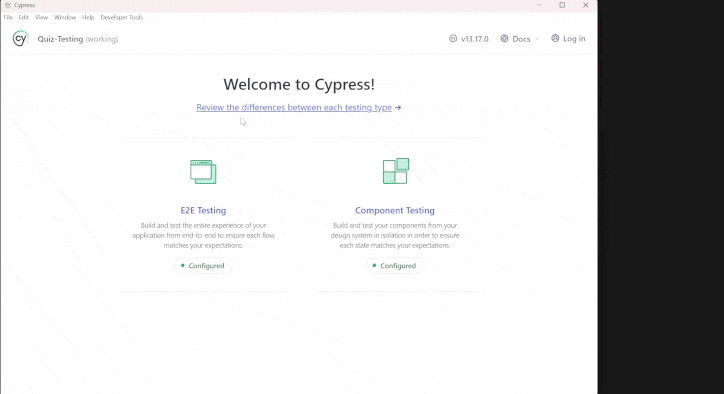 Cypress
File Edit View Window Help Developer Tools
cy Quiz-Testing (working) v13.17.0 Docs Log in
Welcome to Cypress!
Review the differences between each testing type →
E2E Testing
Build and test the entire experience of your
application from end-to-end to ensure each flow
matches your expectations.
Configured
Component Testing
Build and test your components from your
design system in isolation in order to ensure
each state matches your expectations.
Configured